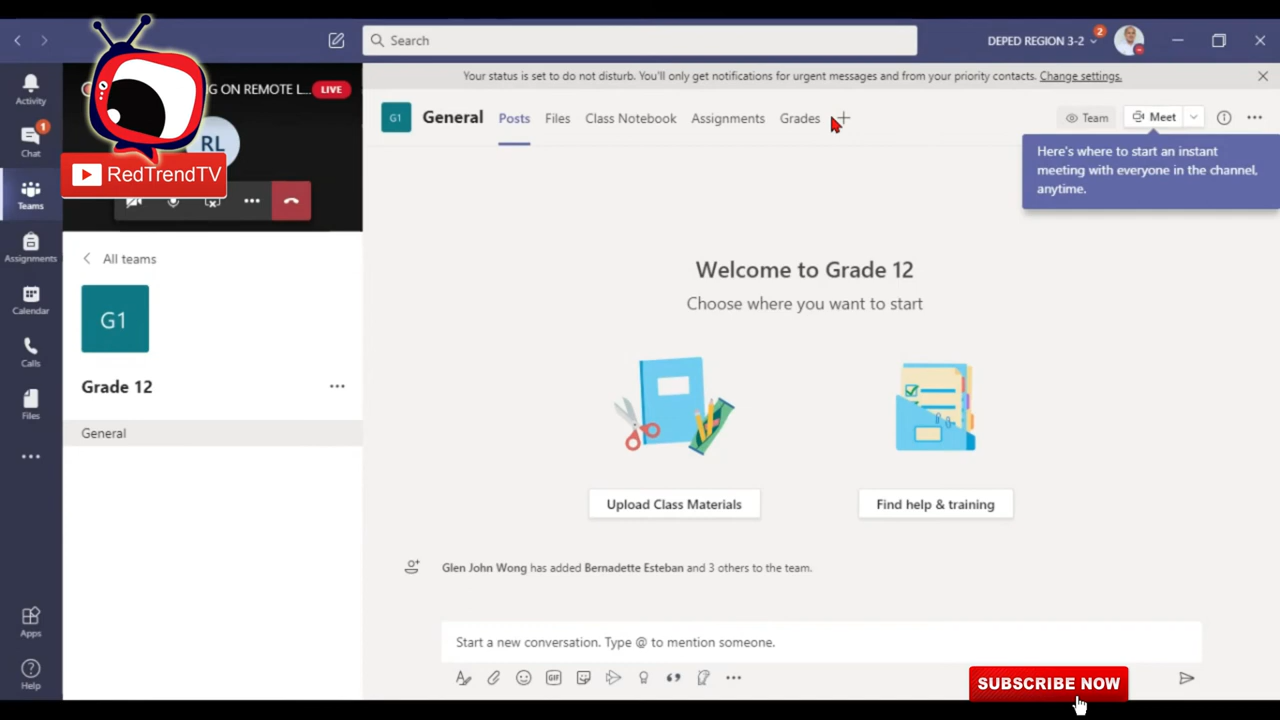 Search
DEPED REGION 3-2
2
Your status is set to do not disturb. You'll only get notifications for urgent messages and from your priority contacts. Change settings.
Activity
Chat
1
Teams
Assignments
Calendar
Calls
Files
Apps
Help
G ON REMOTE L...
LIVE
RL
RedTrendTV
All teams
G1
Grade 12
General
G1
General
Posts
Files
Class Notebook
Assignments
Grades
Team
Meet
Here's where to start an instant
meeting with everyone in the channel,
anytime.
Welcome to Grade 12
Choose where you want to start
Upload Class Materials
Find help & training
Glen John Wong has added Bernadette Esteban and 3 others to the team.
Start a new conversation. Type @ to mention someone.
GIF
SUBSCRIBE NOW